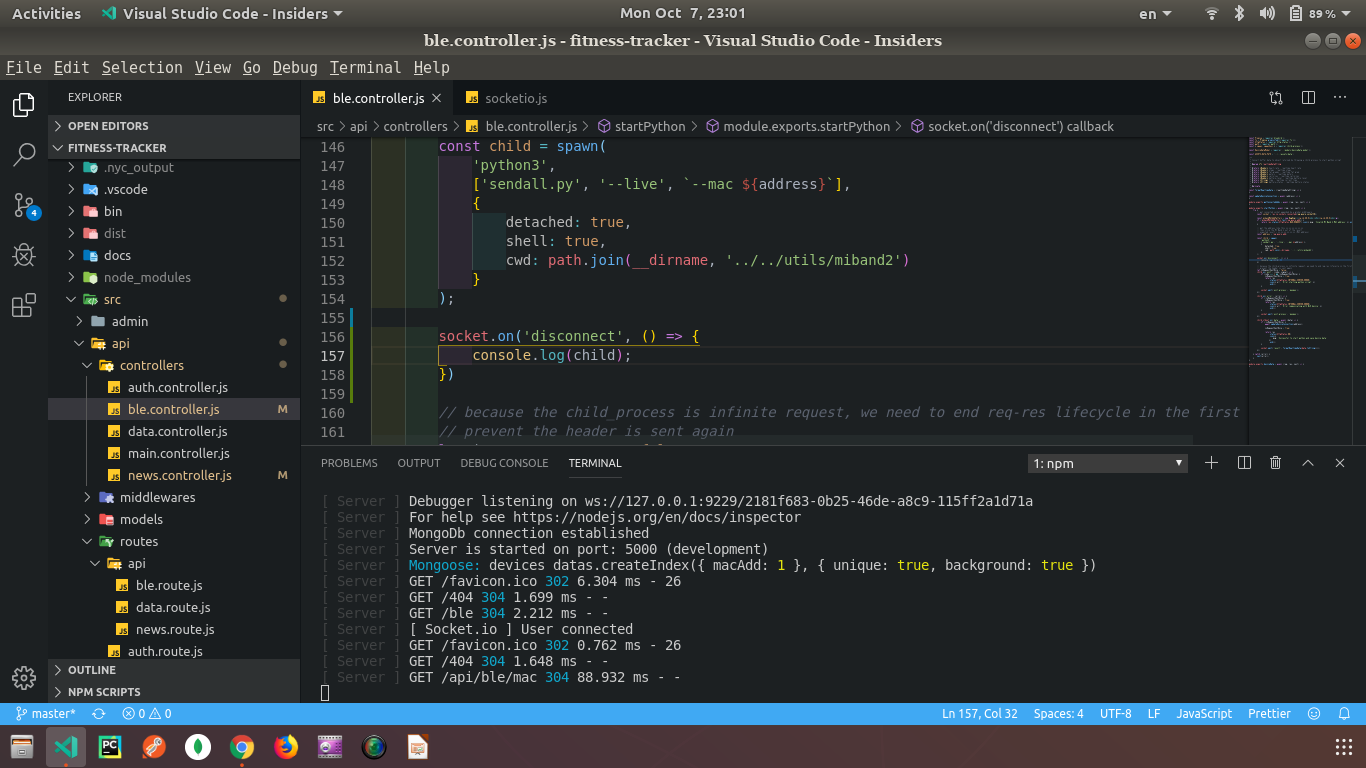 Activities Visual Studio Code - Insiders Mon Oct 7, 23:01 en 89 %
ble.controller.js - fitness-tracker - Visual Studio Code - Insiders
File Edit Selection View Go Debug Terminal Help
EXPLORER
OPEN EDITORS
FITNESS-TRACKER
.nyc_output
.vscode
bin
dist
docs
node_modules
src
admin
api
controllers
auth.controller.js
ble.controller.js M
data.controller.js
main.controller.js
news.controller.js M
middlewares
models
routes
api
ble.route.js
data.route.js
news.route.js
auth.route.js
OUTLINE
NPM SCRIPTS
4
ble.controller.js socketio.js
src api controllers ble.controller.js startPython module.exports.startPython socket.on('disconnect') callback
146 const child = spawn(
147 'python3',
148 ['sendall.py', '--live', `--mac ${address}`],
149 {
150 detached: true,
151 shell: true,
152 cwd: path.join(__dirname, '../../utils/miband2')
153 }
154 );
155
156 socket.on('disconnect', () => {
157 console.log(child);
158 })
159
160 // because the child_process is infinite request, we need to end req-res lifecycle in the first
161 // prevent the header is sent again
PROBLEMS OUTPUT DEBUG CONSOLE TERMINAL 1: npm
[ Server ] Debugger listening on ws://127.0.0.1:9229/2181f683-0b25-46de-a8c9-115ff2a1d71a
[ Server ] For help see https://nodejs.org/en/docs/inspector
[ Server ] MongoDb connection established
[ Server ] Server is started on port: 5000 (development)
[ Server ] Mongoose: devices datas.createIndex({ macAdd: 1 }, { unique: true, background: true })
[ Server ] GET /favicon.ico 302 6.304 ms - 26
[ Server ] GET /404 304 1.699 ms - -
[ Server ] GET /ble 304 2.212 ms - -
[ Server ] [ Socket.io ] User connected
[ Server ] GET /favicon.ico 302 0.762 ms - 26
[ Server ] GET /404 304 1.648 ms - -
[ Server ] GET /api/ble/mac 304 88.932 ms - -
master* 0 0 Ln 157, Col 32 Spaces: 4 UTF-8 LF JavaScript Prettier
PC